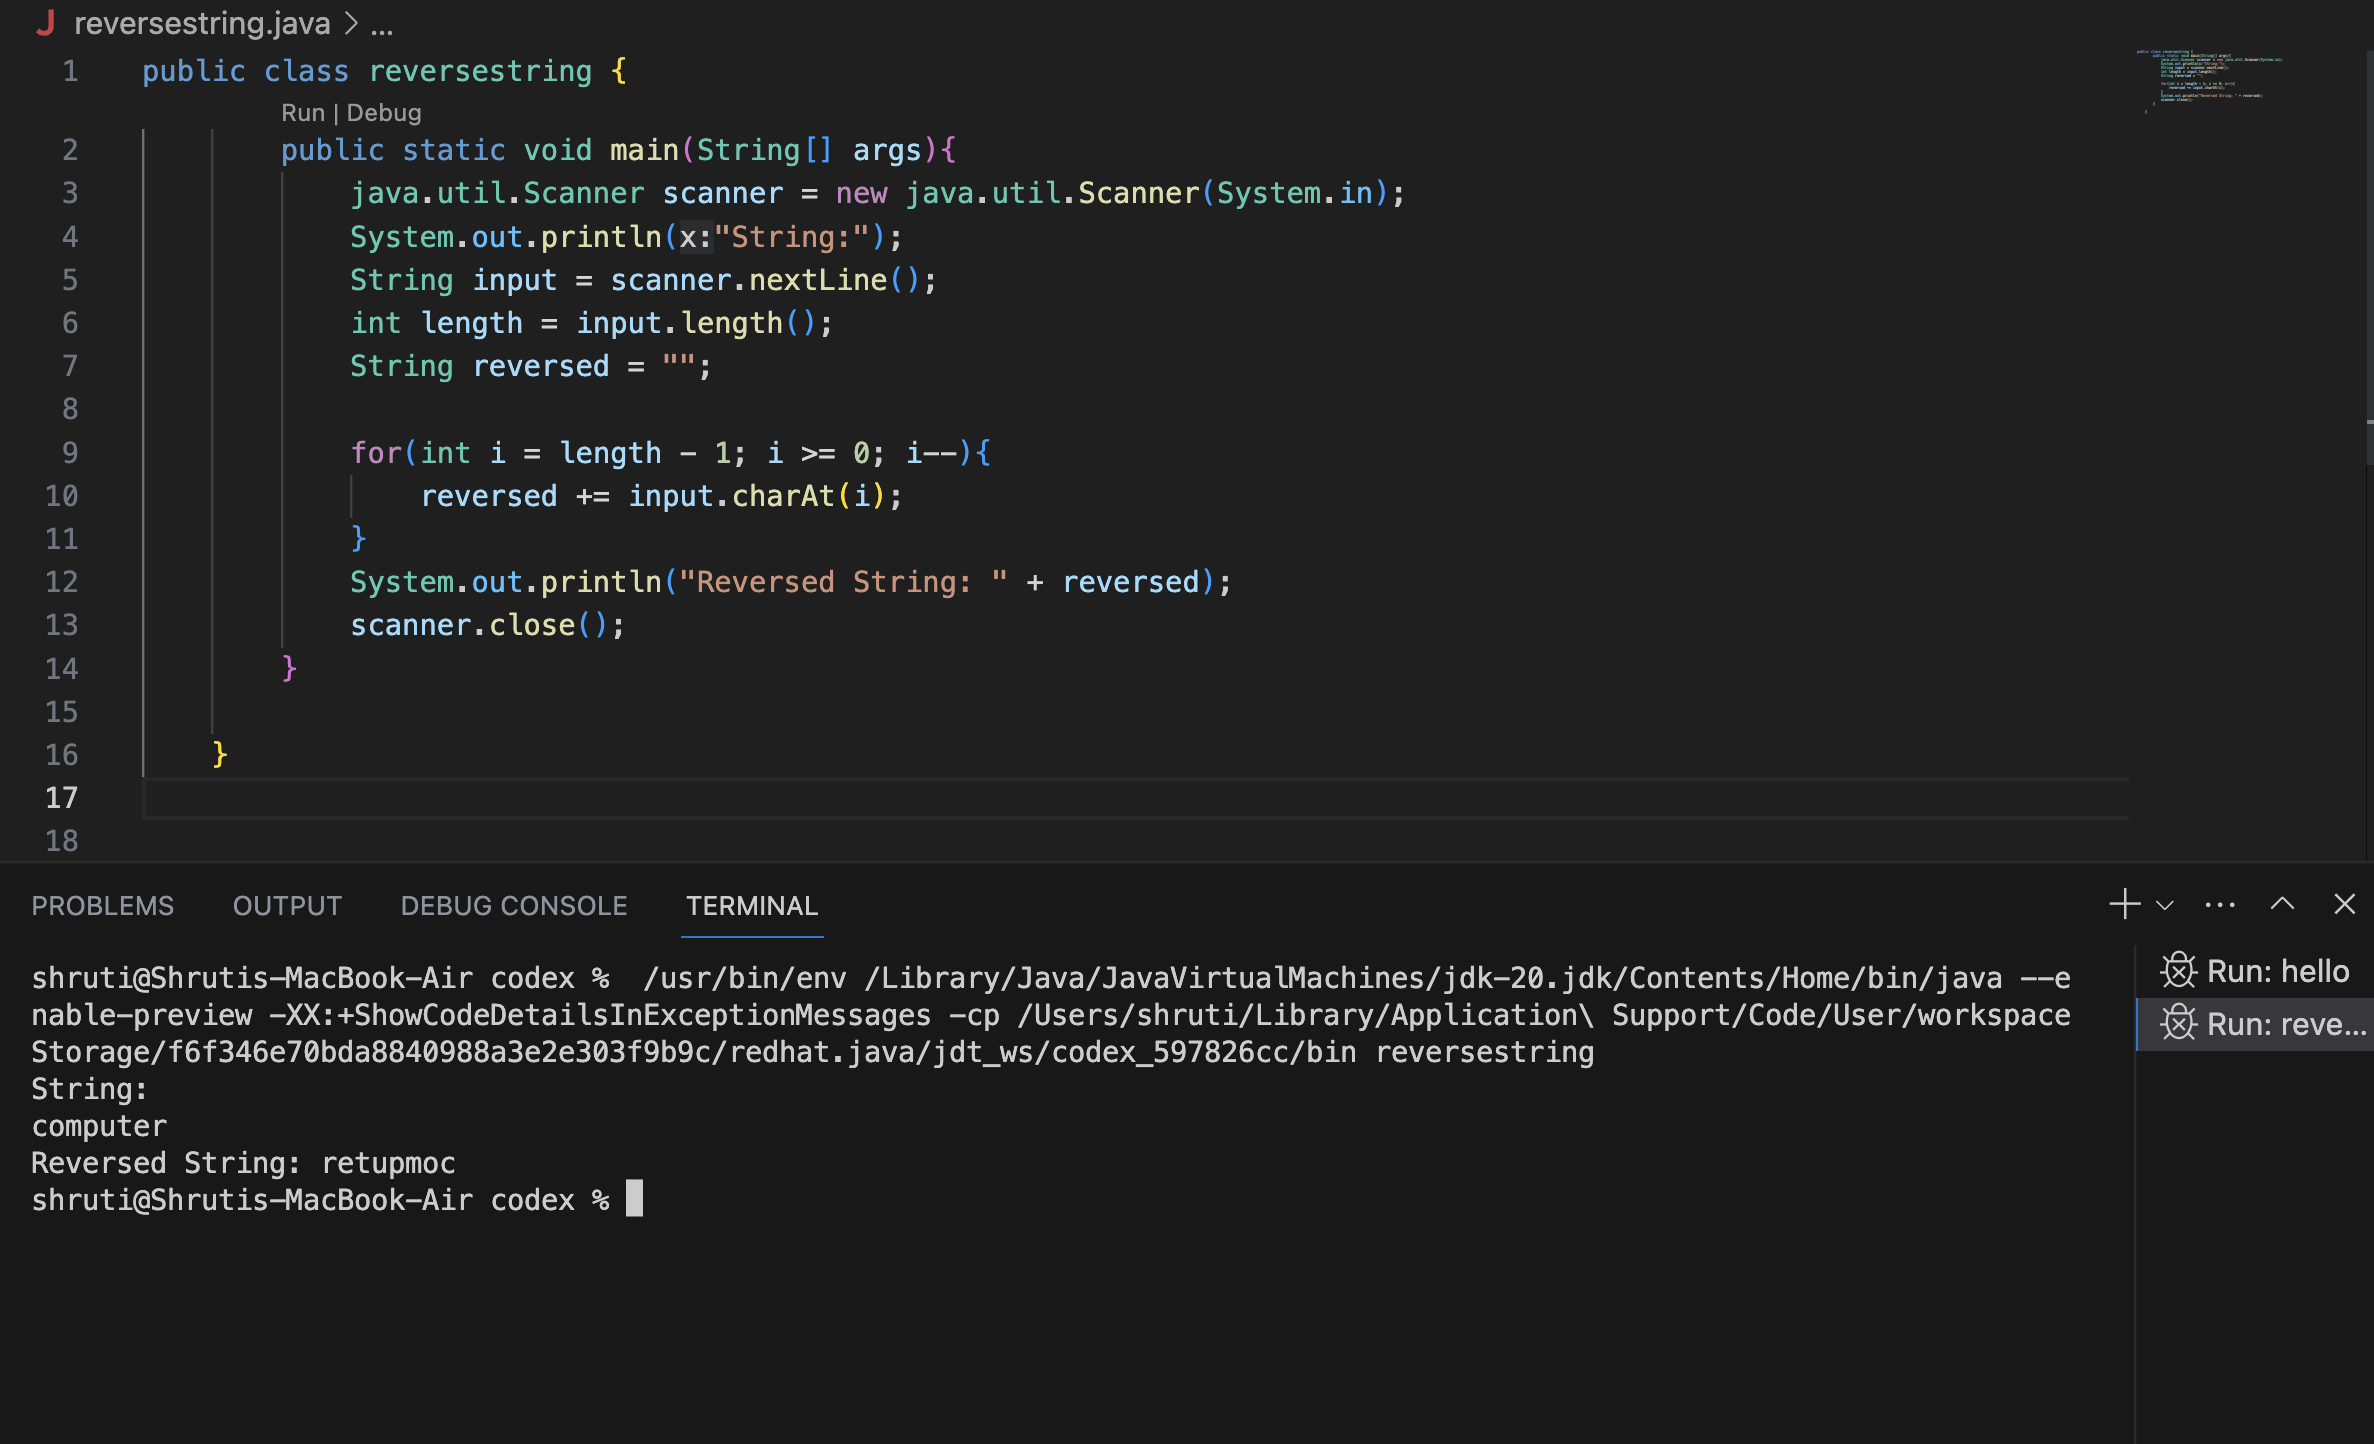 reversestring.java > ...
1 public class reversestring {
Run | Debug
2 public static void main(String[] args){
3 java.util.Scanner scanner = new java.util.Scanner(System.in);
4 System.out.println(x:"String:");
5 String input = scanner.nextLine();
6 int length = input.length();
7 String reversed = "";
8
9 for(int i = length - 1; i >= 0; i--){
10 reversed += input.charAt(i);
11 }
12 System.out.println("Reversed String: " + reversed);
13 scanner.close();
14 }
15
16 }
17
18
PROBLEMS OUTPUT DEBUG CONSOLE TERMINAL
shruti@Shrutis-MacBook-Air codex %  /usr/bin/env /Library/Java/JavaVirtualMachines/jdk-20.jdk/Contents/Home/bin/java --e
nable-preview -XX:+ShowCodeDetailsInExceptionMessages -cp /Users/shruti/Library/Application\ Support/Code/User/workspace
Storage/f6f346e70bda8840988a3e2e303f9b9c/redhat.java/jdt_ws/codex_597826cc/bin reversestring
String:
computer
Reversed String: retupmoc
shruti@Shrutis-MacBook-Air codex %
Run: hello
Run: reve...